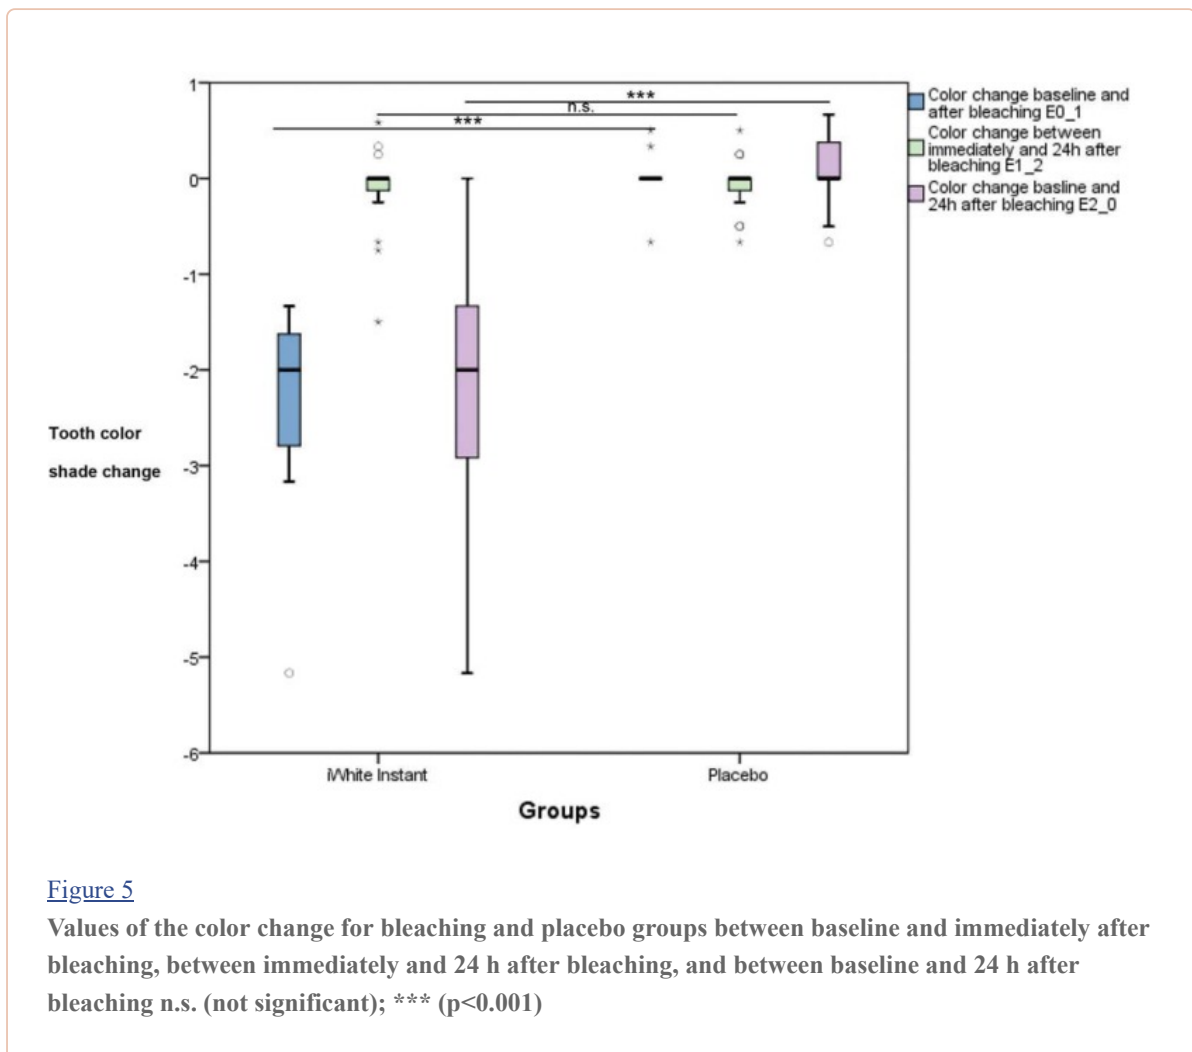 1
0
-1
-2
-3
-4
-5
-6
Tooth color
shade change
***
n.s.
***
Color change baseline and
after bleaching E0_1
Color change between
immediately and 24h after
bleaching E1_2
Color change basline and
24h after bleaching E2_0
iWhite Instant
Placebo
Groups
Figure 5
Values of the color change for bleaching and placebo groups between baseline and immediately after
bleaching, between immediately and 24 h after bleaching, and between baseline and 24 h after
bleaching n.s. (not significant); *** (p<0.001)